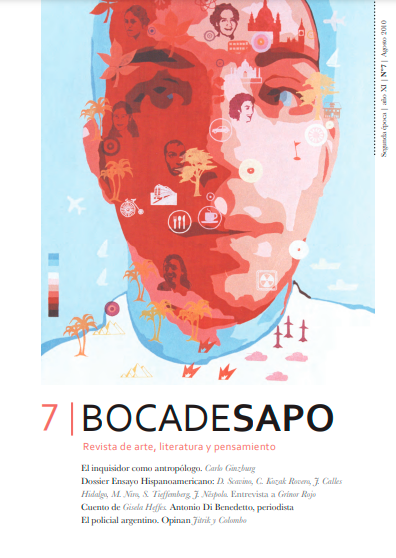 Segunda época | año XI | Nº7 | Agosto 2010
7 | BOCADESAPO
Revista de arte, literatura y pensamiento
El inquisidor como antropólogo. Carlo Ginzburg
Dossier Ensayo Hispanoamericano: D. Scavino, C. Kozak Rovero, J. Calles
Hidalgo, M. Niro, S. Tieffemberg, J. Néspolo. Entrevista a Grínor Rojo
Cuento de Gisela Heffes. Antonio Di Benedetto, periodista
El policial argentino. Opinan Jitrik y Colombo